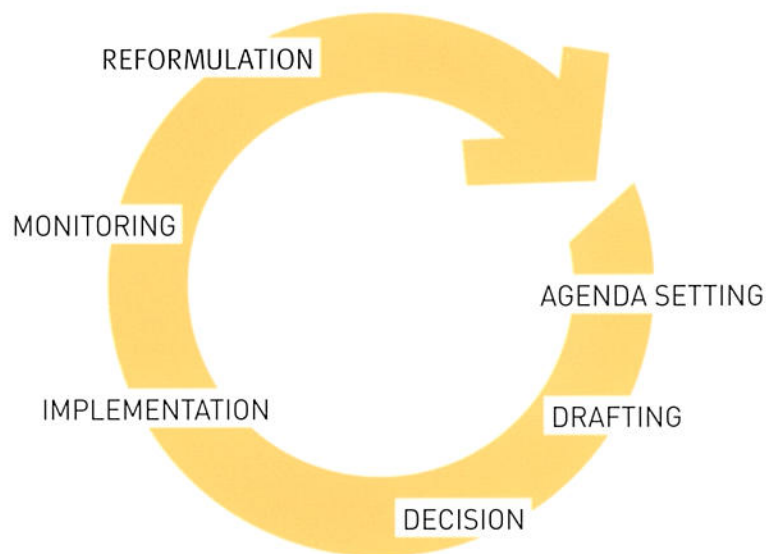 REFORMULATION
MONITORING
AGENDA SETTING
IMPLEMENTATION
DRAFTING
DECISION